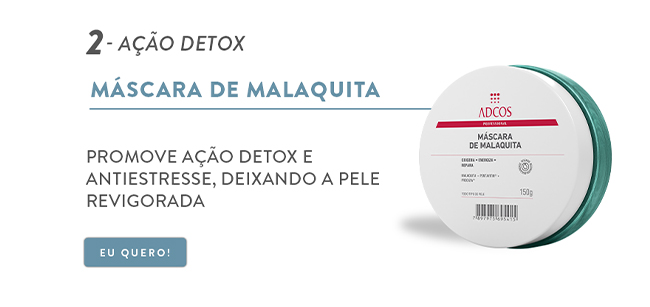 2 - AÇÃO DETOX
MÁSCARA DE MALAQUITA
PROMOVE AÇÃO DETOX E
ANTIESTRESSE, DEIXANDO A PELE
REVIGORADA
EU QUERO!
ADCOS
PROFESSIONAL
MÁSCARA
DE MALAQUITA
150g